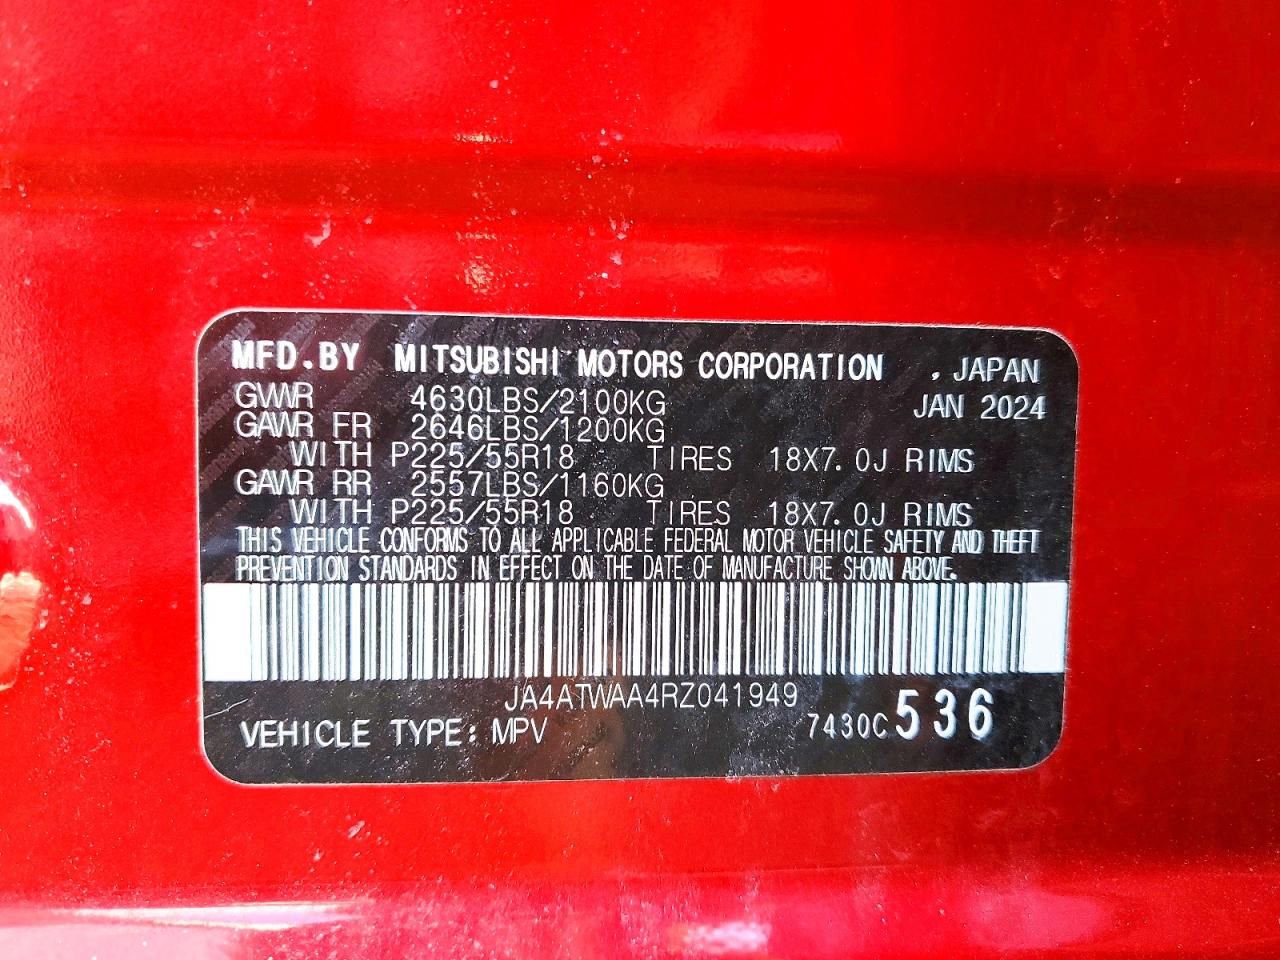 MFD.BY MITSUBISHI MOTORS CORPORATION , JAPAN
GVWR 4630LBS/2100KG JAN 2024
GAWR FR 2646LBS/1200KG
WITH P225/55R18 TIRES 18X7.0J RIMS
GAWR RR 2557LBS/1160KG
WITH P225/55R18 TIRES 18X7.0J RIMS
THIS VEHICLE CONFORMS TO ALL APPLICABLE FEDERAL MOTOR VEHICLE SAFETY AND THEFT
PREVENTION STANDARDS IN EFFECT ON THE DATE OF MANUFACTURE SHOWN ABOVE.
JA4ATWAA4RZ041949
VEHICLE TYPE: MPV 7430C 536